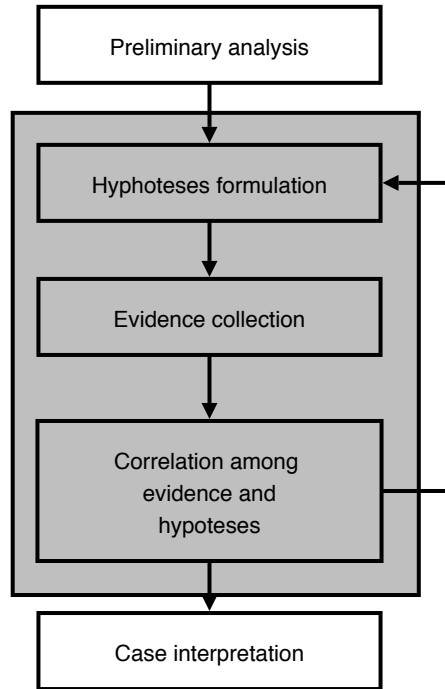 Preliminary analysis
Hyphoteses formulation
Evidence collection
Correlation among
evidence and
hypoteses
Case interpretation